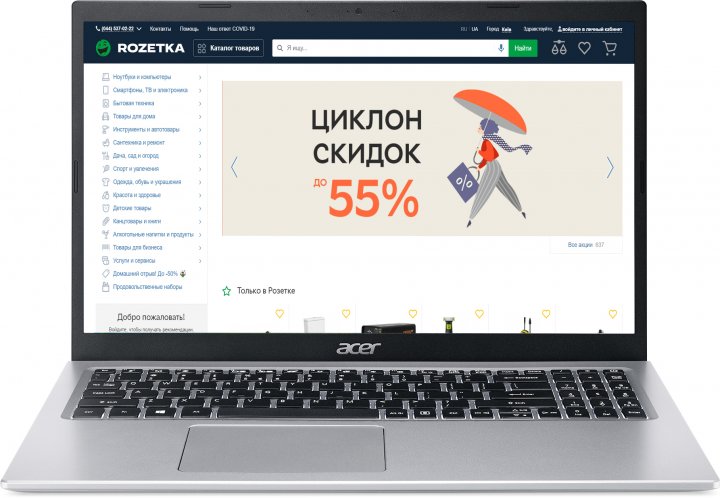 (044) 537-02-22
Контакты
Помощь
Наш ответ COVID-19
RU
UA
Город Київ
Здравствуйте, войдите в личный кабинет
ROZETKA
Каталог товаров
Я ищу...
Найти
Ноутбуки и компьютеры
Смартфоны, ТВ и электроника
Бытовая техника
Товары для дома
Инструменты и автотовары
Сантехника и ремонт
Дача, сад и огород
Спорт и увлечения
Одежда, обувь и украшения
Красота и здоровье
Детские товары
Канцтовары и книги
Алкогольные напитки и продукты
Товары для бизнеса
Услуги и сервисы
Домашний отрыв! До -50%
Продовольственные наборы
Добро пожаловать!
Войдите, чтобы получать рекомендации,
ЦИКЛОН
СКИДОК
ДО 55%
%
Все акции 637
Только в Розетке
acer